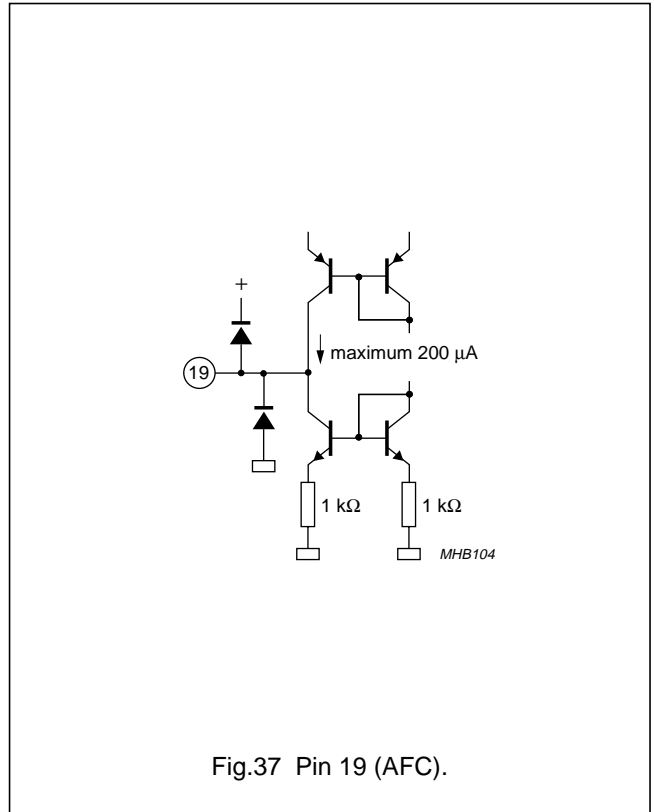 +
19
maximum 200 μA
1 kΩ
1 kΩ
MHB104
Fig.37 Pin 19 (AFC).